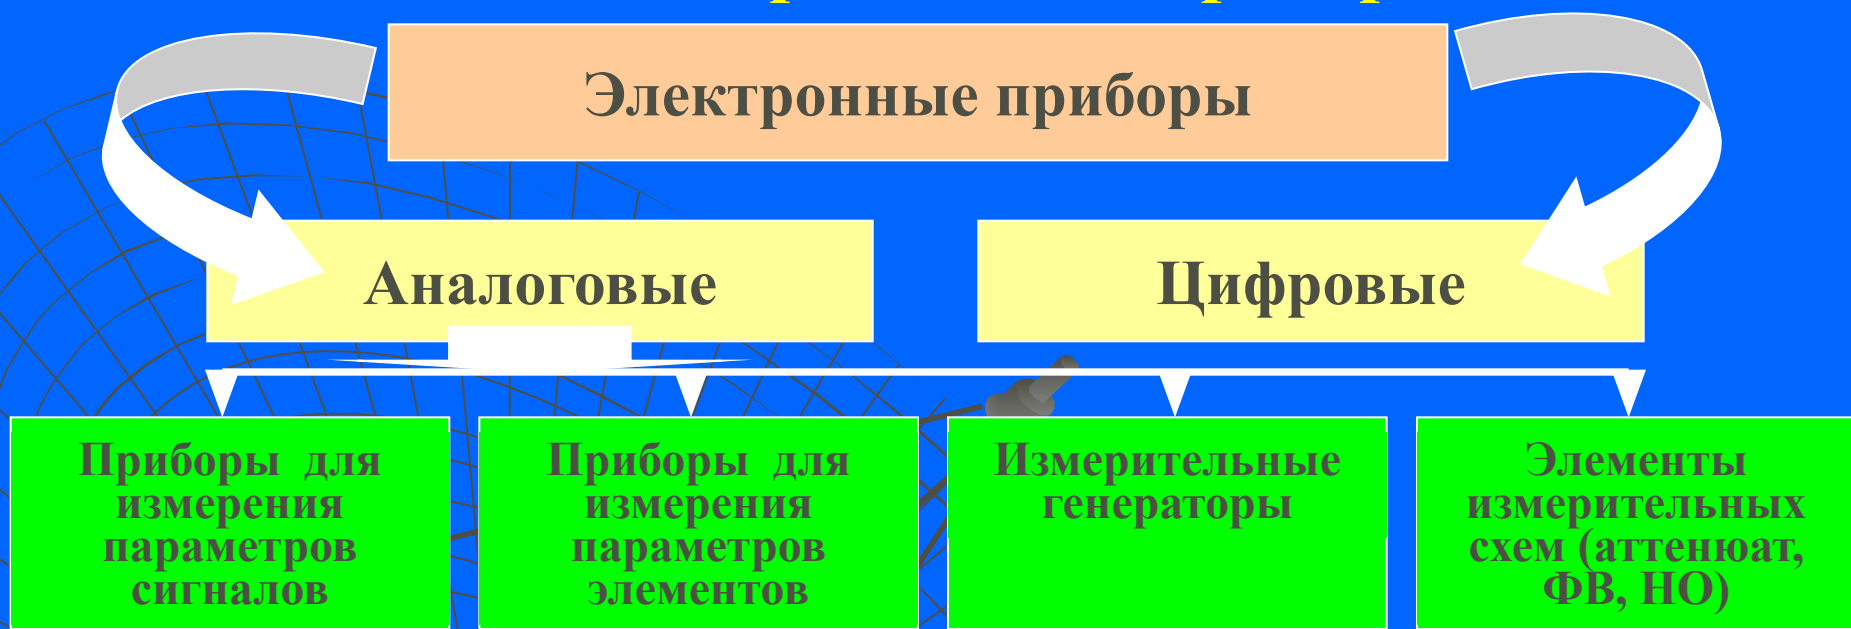 Электронные приборы
Аналоговые
Цифровые
Приборы для
измерения
параметров
сигналов
Приборы для
измерения
параметров
элементов
Измерительные
генераторы
Элементы
измерительных
схем (аттенюат,
ФВ, НО)